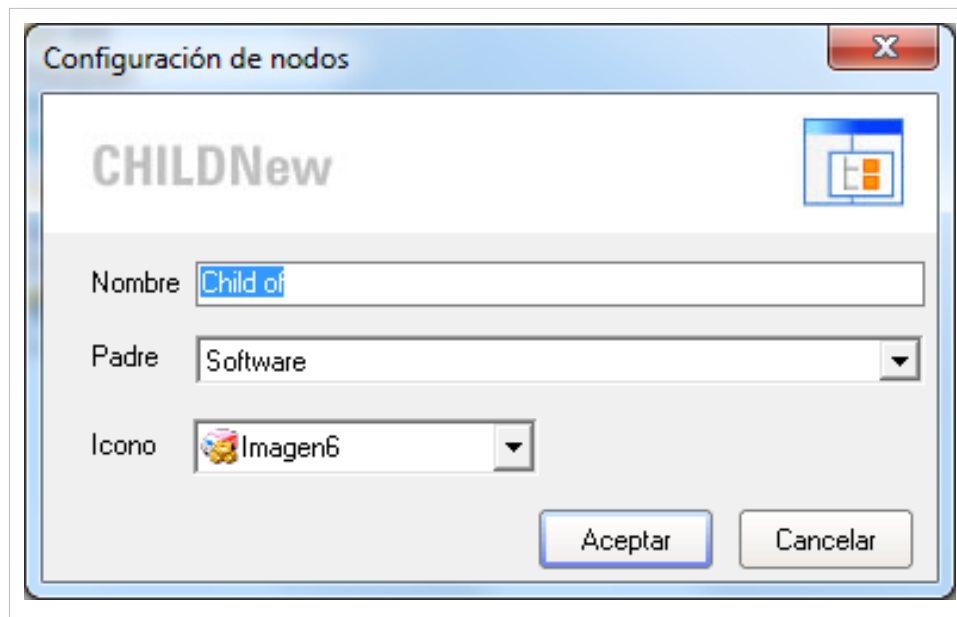 Configuración de nodos
CHILDNew
Nombre Child of
Padre Software
Icono Imagen6
Aceptar Cancelar